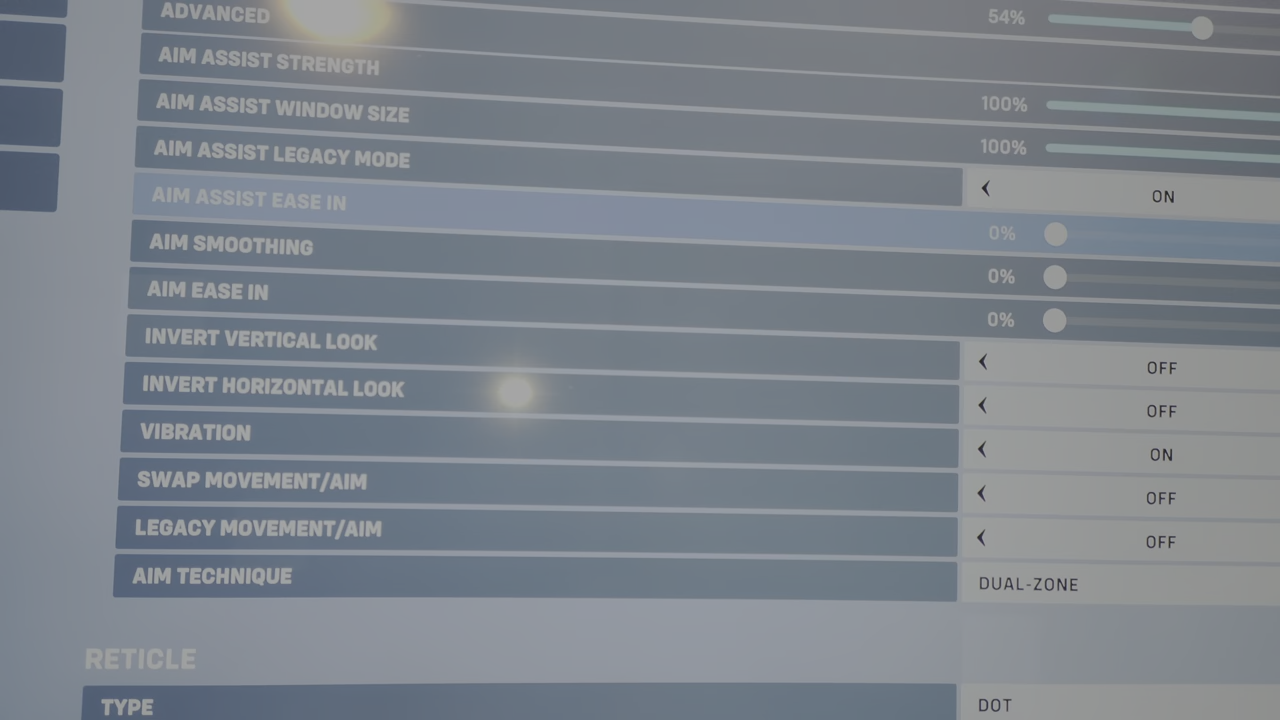 54%
ADVANCED
AIM ASSIST STRENGTH 100%
AIM ASSIST WINDOW SIZE 100%
AIM ASSIST LEGACY MODE ON
AIM ASSIST EASE IN 0%
AIM SMOOTHING 0%
AIM EASE IN 0%
INVERT VERTICAL LOOK OFF
INVERT HORIZONTAL LOOK OFF
VIBRATION ON
SWAP MOVEMENT/AIM OFF
LEGACY MOVEMENT/AIM OFF
AIM TECHNIQUE DUAL-ZONE
RETICLE
TYPE DOT